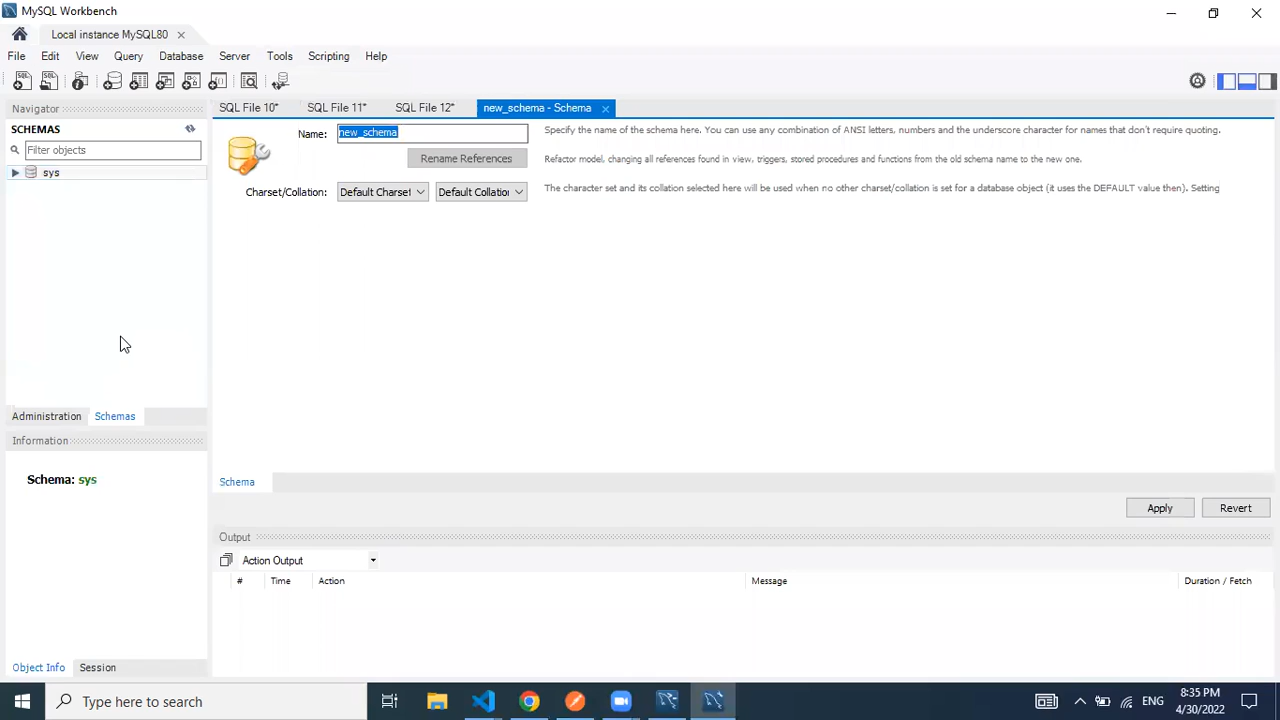 MySQL Workbench
Local instance MySQL80
File Edit View Query Database Server Tools Scripting Help
Navigator
SCHEMAS
Filter objects
sys
Administration Schemas
Information
Schema: sys
Object Info Session
SQL File 10* SQL File 11* SQL File 12* new_schema - Schema
Name: new_schema Specify the name of the schema here. You can use any combination of ANSI letters, numbers and the underscore character for names that don't require quoting.
Rename References Refactor model, changing all references found in view, triggers, stored procedures and functions from the old schema name to the new one.
Charset/Collation: Default Charset Default Collation The character set and its collation selected here will be used when no other charset/collation is set for a database object (it uses the DEFAULT value then). Setting
Schema
Apply Revert
Output
Action Output
# Time Action Message Duration / Fetch
Type here to search
ENG
8:35 PM
4/30/2022